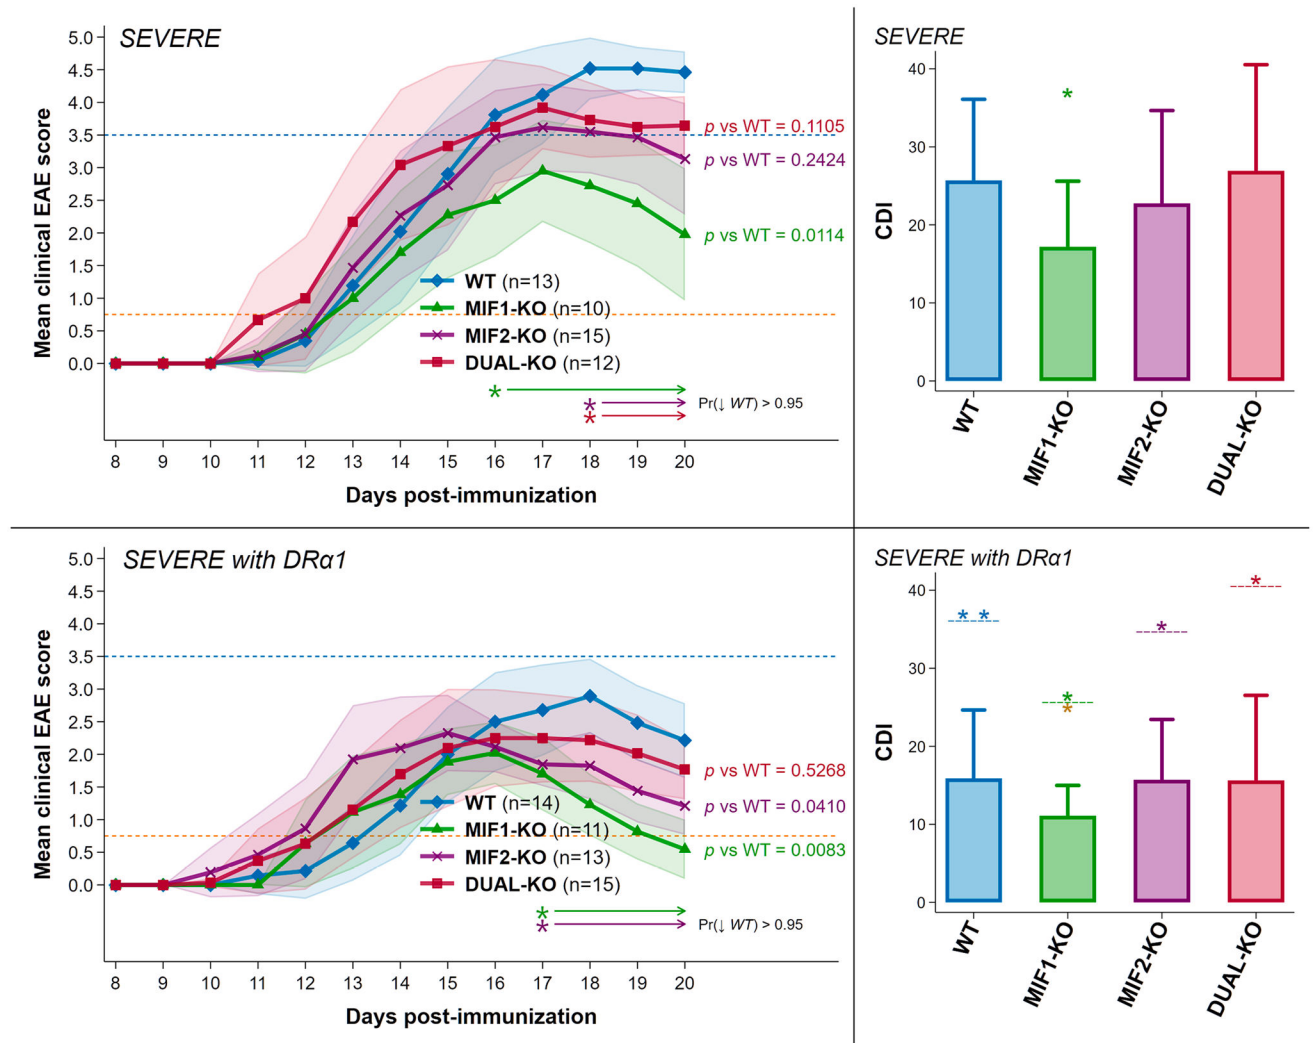 SEVERE
Mean clinical EAE score
5.0
4.5
4.0
3.5
3.0
2.5
2.0
1.5
1.0
0.5
0.0
p vs WT = 0.1105
p vs WT = 0.2424
p vs WT = 0.0114
WT (n=13)
MIF1-KO (n=10)
MIF2-KO (n=15)
DUAL-KO (n=12)
*
*
*
Pr(↓ WT) > 0.95
8 9 10 11 12 13 14 15 16 17 18 19 20
Days post-immunization
SEVERE
CDI
40
30
20
10
0
*
WT MIF1-KO MIF2-KO DUAL-KO
SEVERE with DRα1
Mean clinical EAE score
5.0
4.5
4.0
3.5
3.0
2.5
2.0
1.5
1.0
0.5
0.0
p vs WT = 0.5268
p vs WT = 0.0410
p vs WT = 0.0083
WT (n=14)
MIF1-KO (n=11)
MIF2-KO (n=13)
DUAL-KO (n=15)
*
*
Pr(↓ WT) > 0.95
8 9 10 11 12 13 14 15 16 17 18 19 20
Days post-immunization
SEVERE with DRα1
CDI
40
30
20
10
0
* *
*
*
*
*
WT MIF1-KO MIF2-KO DUAL-KO